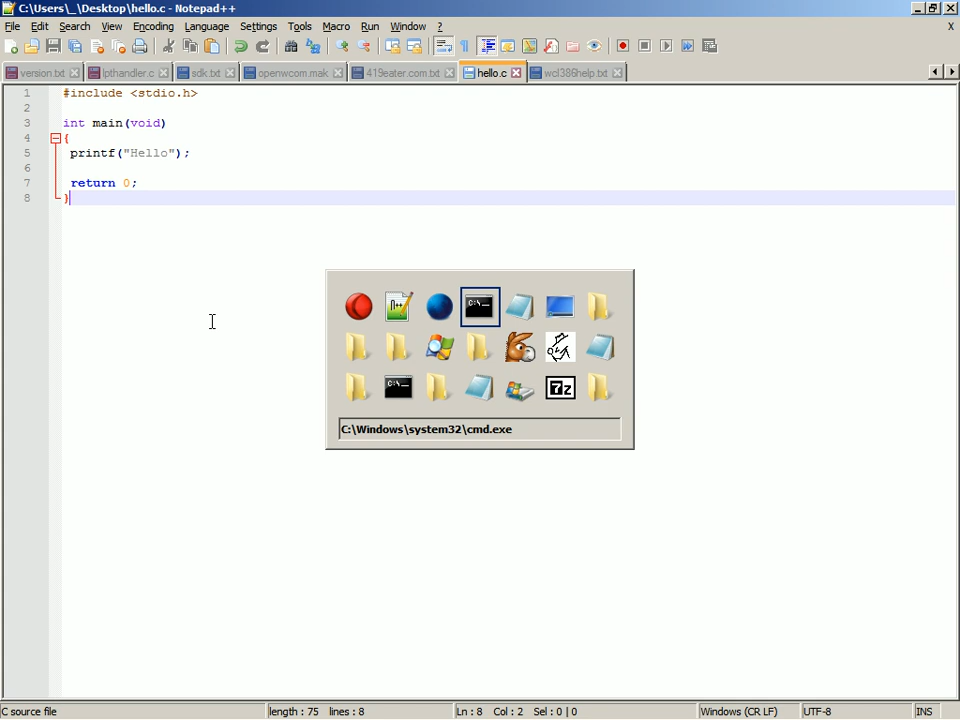 C:\Users\_\Desktop\hello.c - Notepad++
File Edit Search View Encoding Language Settings Tools Macro Run Window ? X
version.txt lpthandler.c sdk.txt openwcom.mak 419eater.com.txt hello.c wcl386help.txt
1 #include <stdio.h>
2
3 int main(void)
4 {
5 printf("Hello");
6
7 return 0;
8 }
C:\_
7z
C:\_
C:\Windows\system32\cmd.exe
C source file length : 75 lines : 8 Ln : 8 Col : 2 Sel : 0 | 0 Windows (CR LF) UTF-8 INS